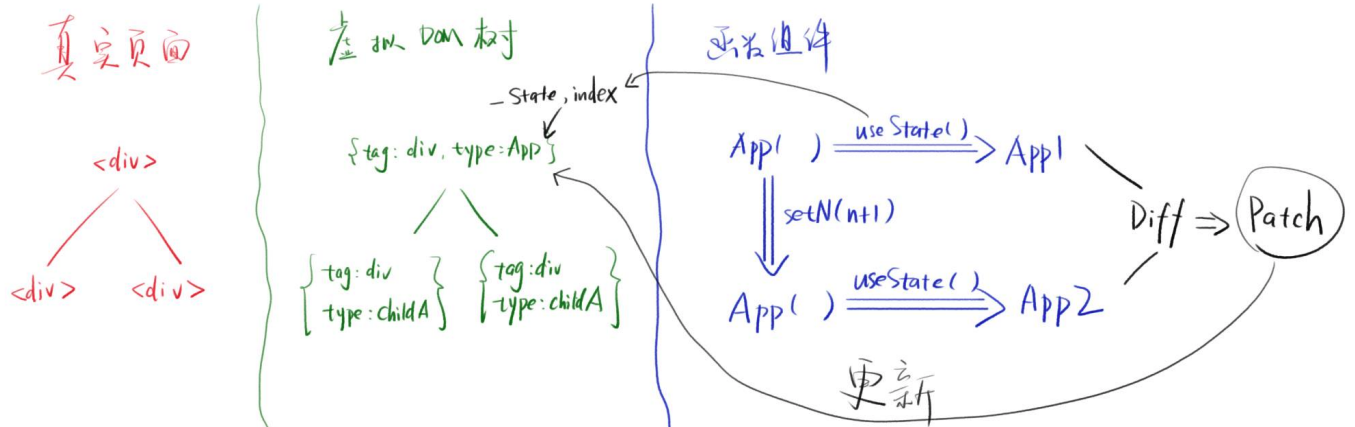 真实页面
<div>
<div> <div>
虚拟 DOM 树
_state, index
{tag: div, type: App}
{tag: div
type: childA}
{tag: div
type: childA}
函数组件
App( ) useState() App1
setN(n+1)
App( ) useState() App2
Diff ⇒ Patch
更新